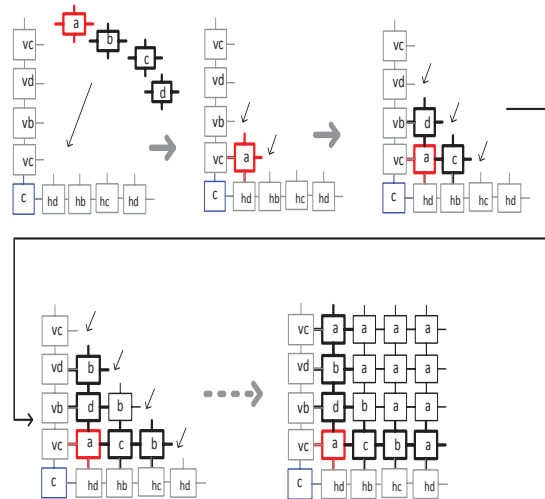 a
b
c
d
vc
vd
vb
vc
c hd hb hc hd
vc
vd
vb
vc a
c hd hb hc hd
vc
vd
vb d
vc a c
c hd hb hc hd
vc
vd b
vb d b
vc a c b
c hd hb hc hd
vc a a a a
vd b a a a
vb d b a a
vc a c b a
c hd hb hc hd